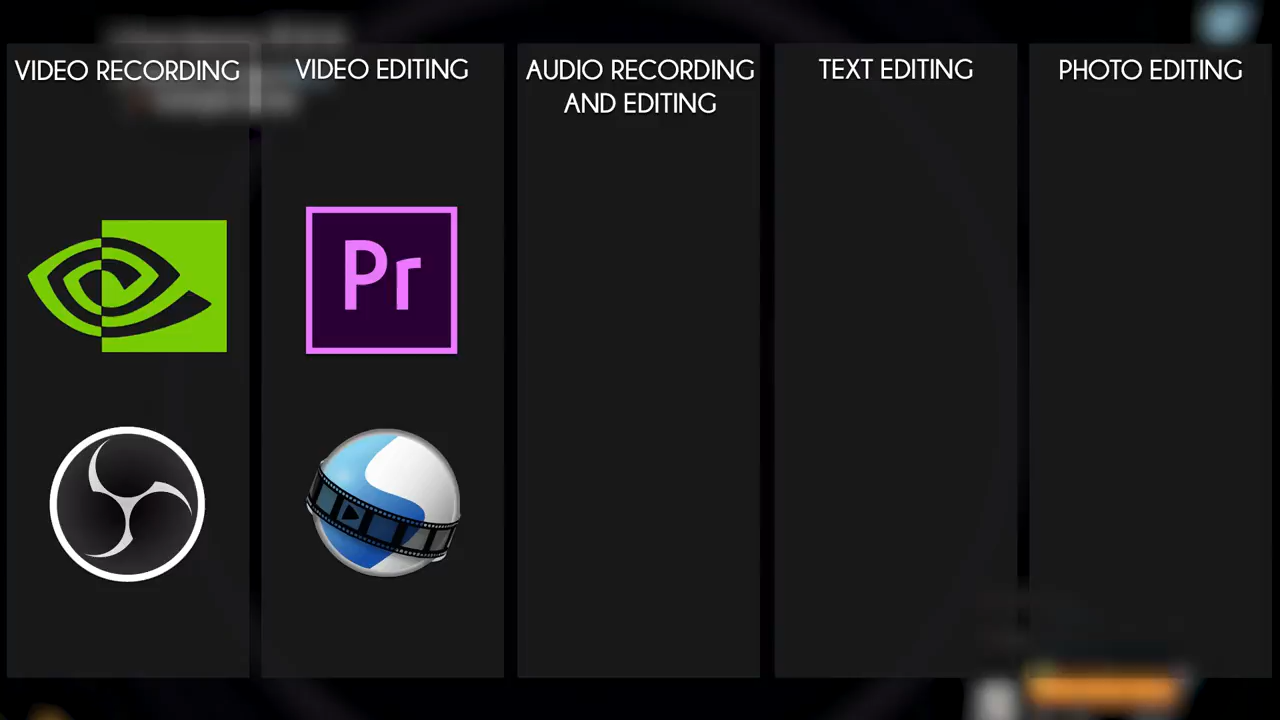 VIDEO RECORDING
VIDEO EDITING
AUDIO RECORDING
AND EDITING
TEXT EDITING
PHOTO EDITING
Pr